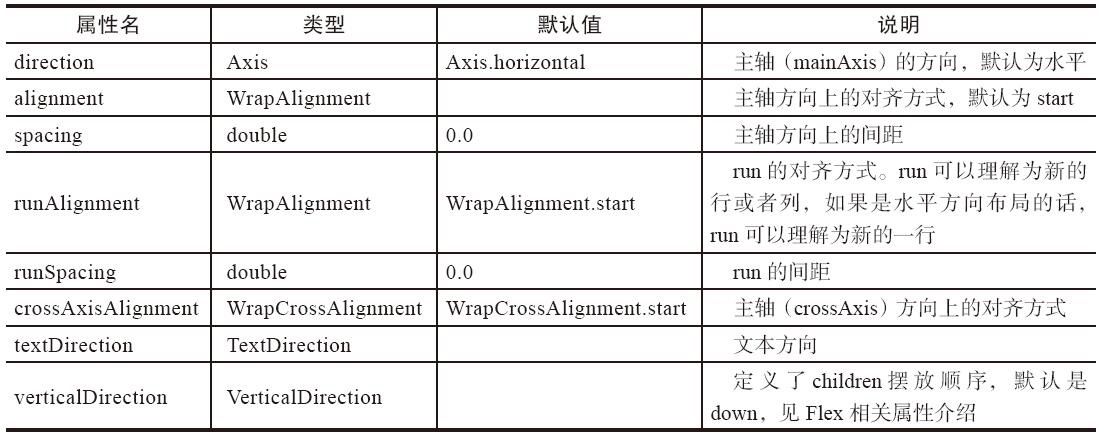 属性名 类型 默认值 说明
direction Axis Axis.horizontal 主轴（mainAxis）的方向，默认为水平
alignment WrapAlignment 主轴方向上的对齐方式，默认为 start
spacing double 0.0 主轴方向上的间距
runAlignment WrapAlignment WrapAlignment.start run 的对齐方式。run 可以理解为新的
行或者列，如果是水平方向布局的话，
run 可以理解为新的一行
runSpacing double 0.0 run 的间距
crossAxisAlignment WrapCrossAlignment WrapCrossAlignment.start 主轴（crossAxis）方向上的对齐方式
textDirection TextDirection 文本方向
verticalDirection VerticalDirection 定义了 children 摆放顺序，默认是
down，见 Flex 相关属性介绍